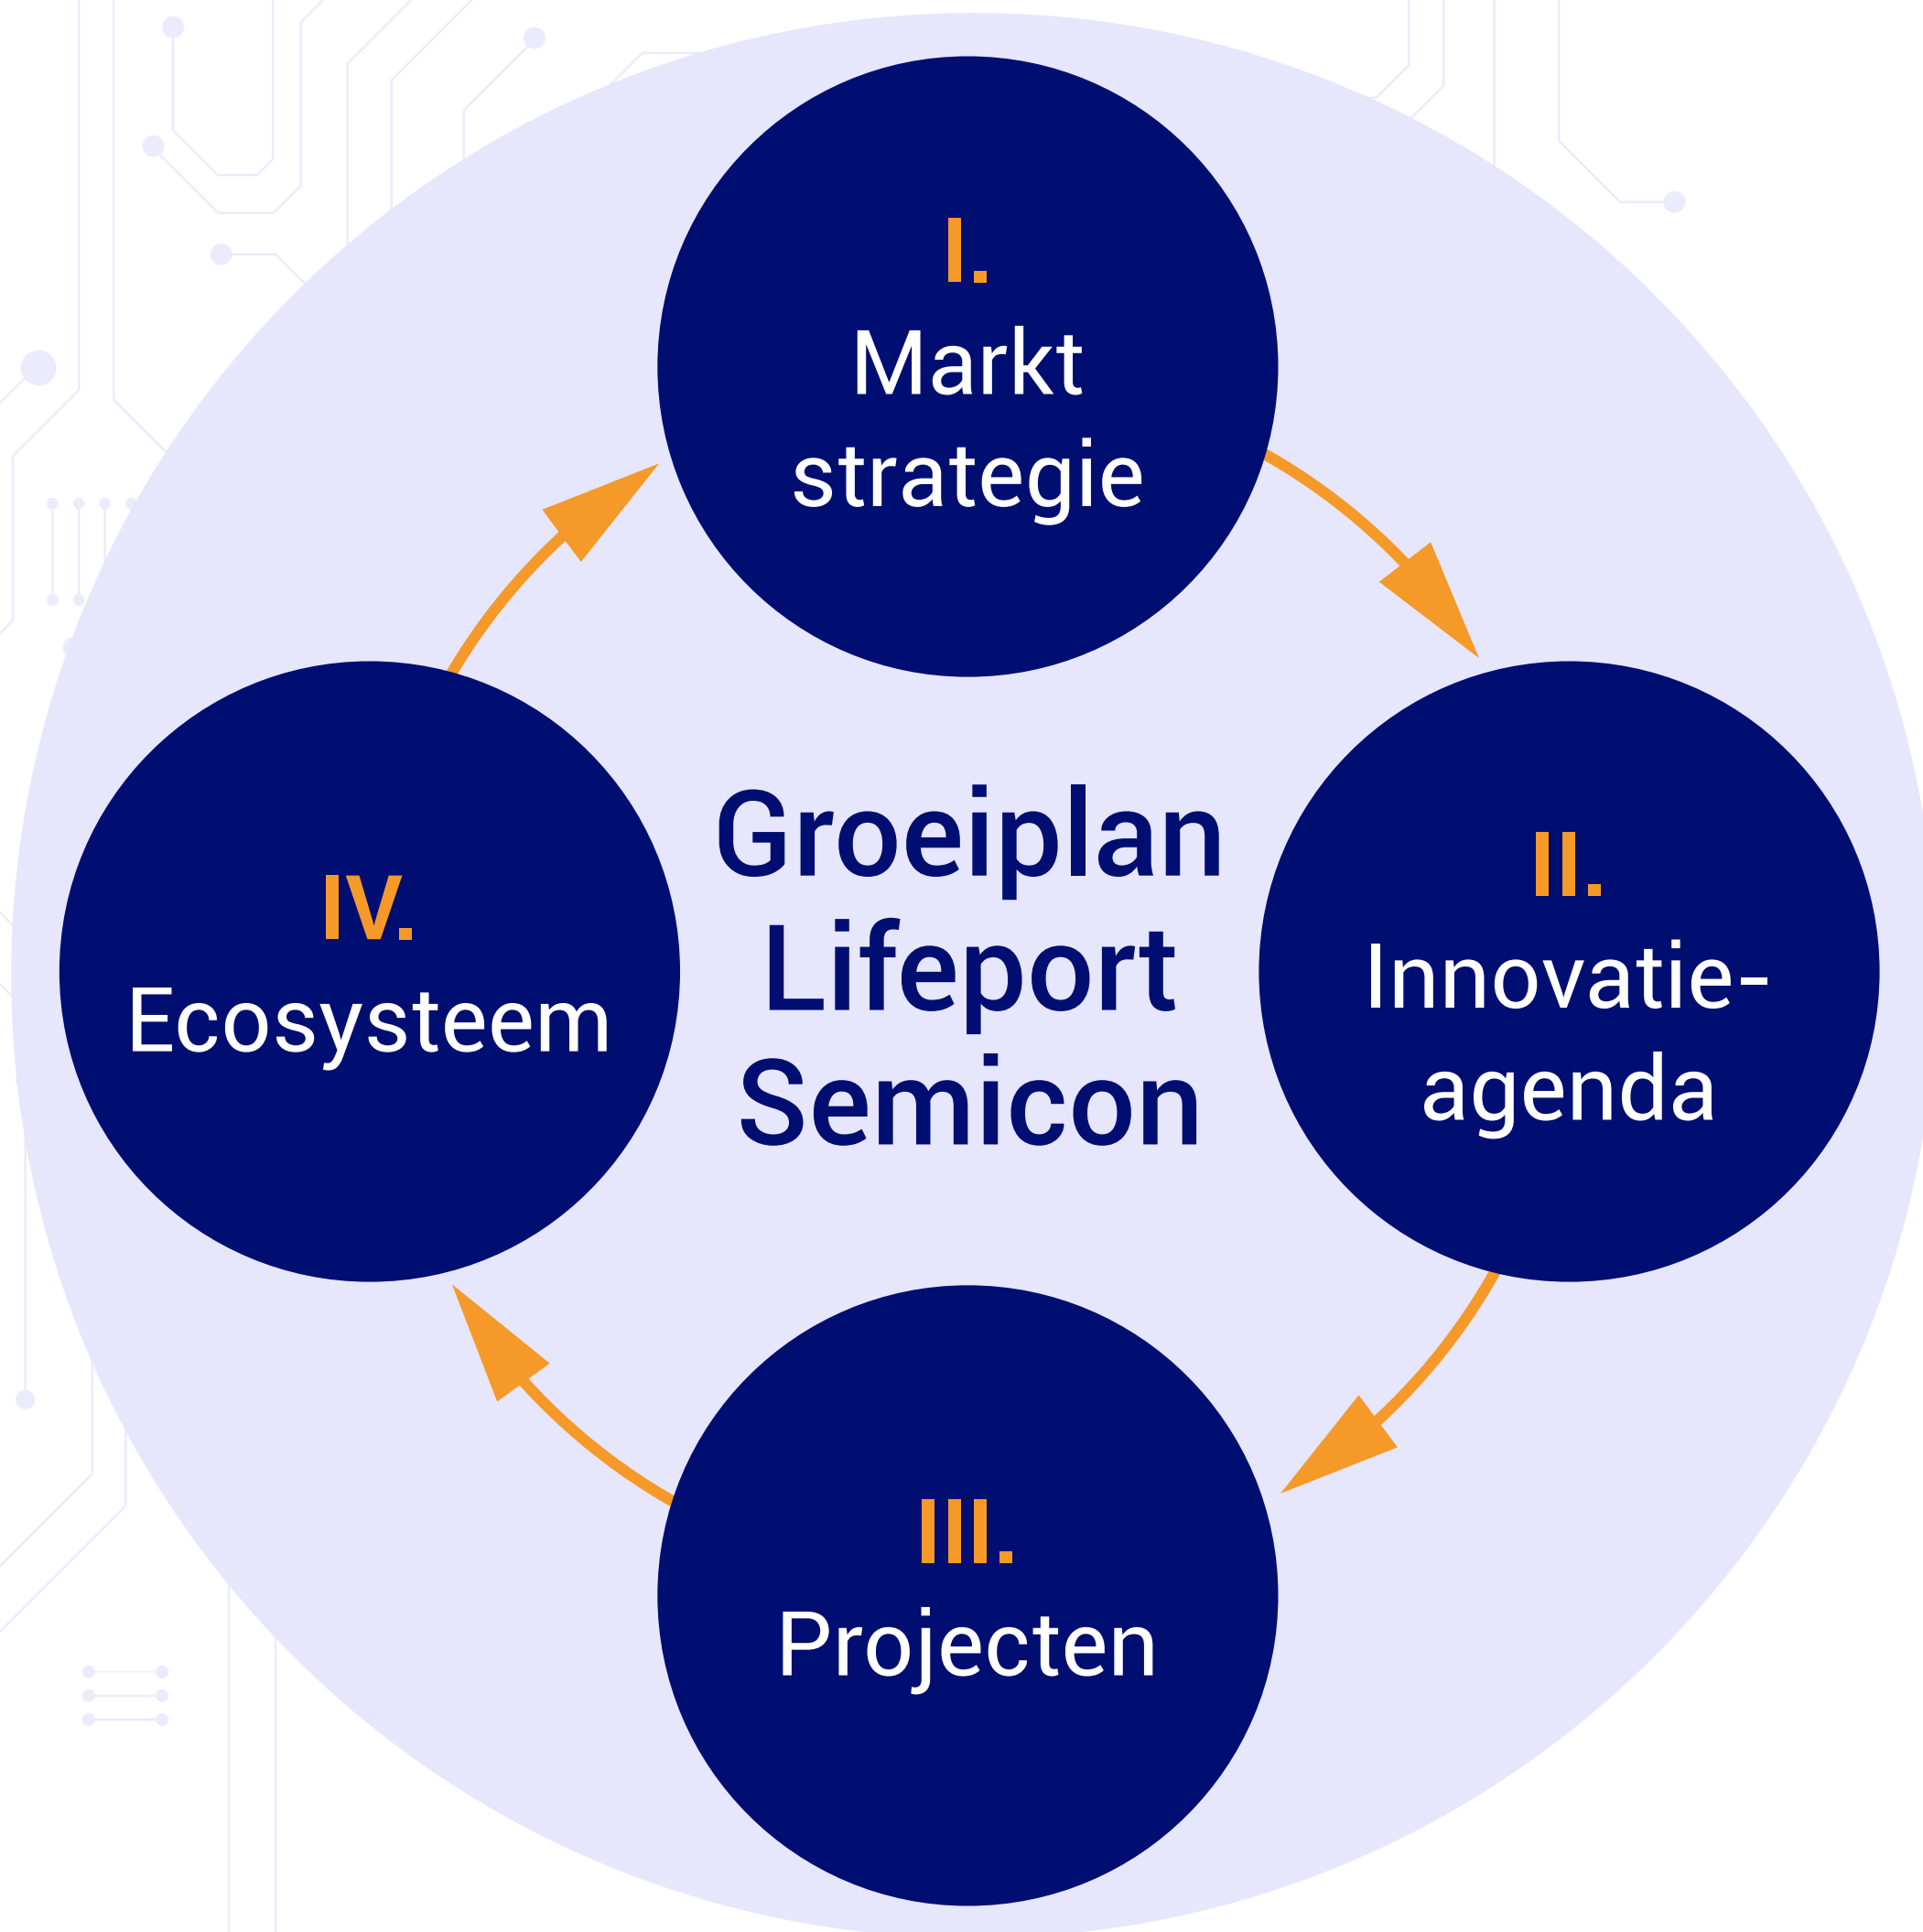 I.
Markt
strategie
Groeiplan
Lifeport
Semicon
II.
Innovatie-
agenda
III.
Projecten
IV.
Ecosysteem